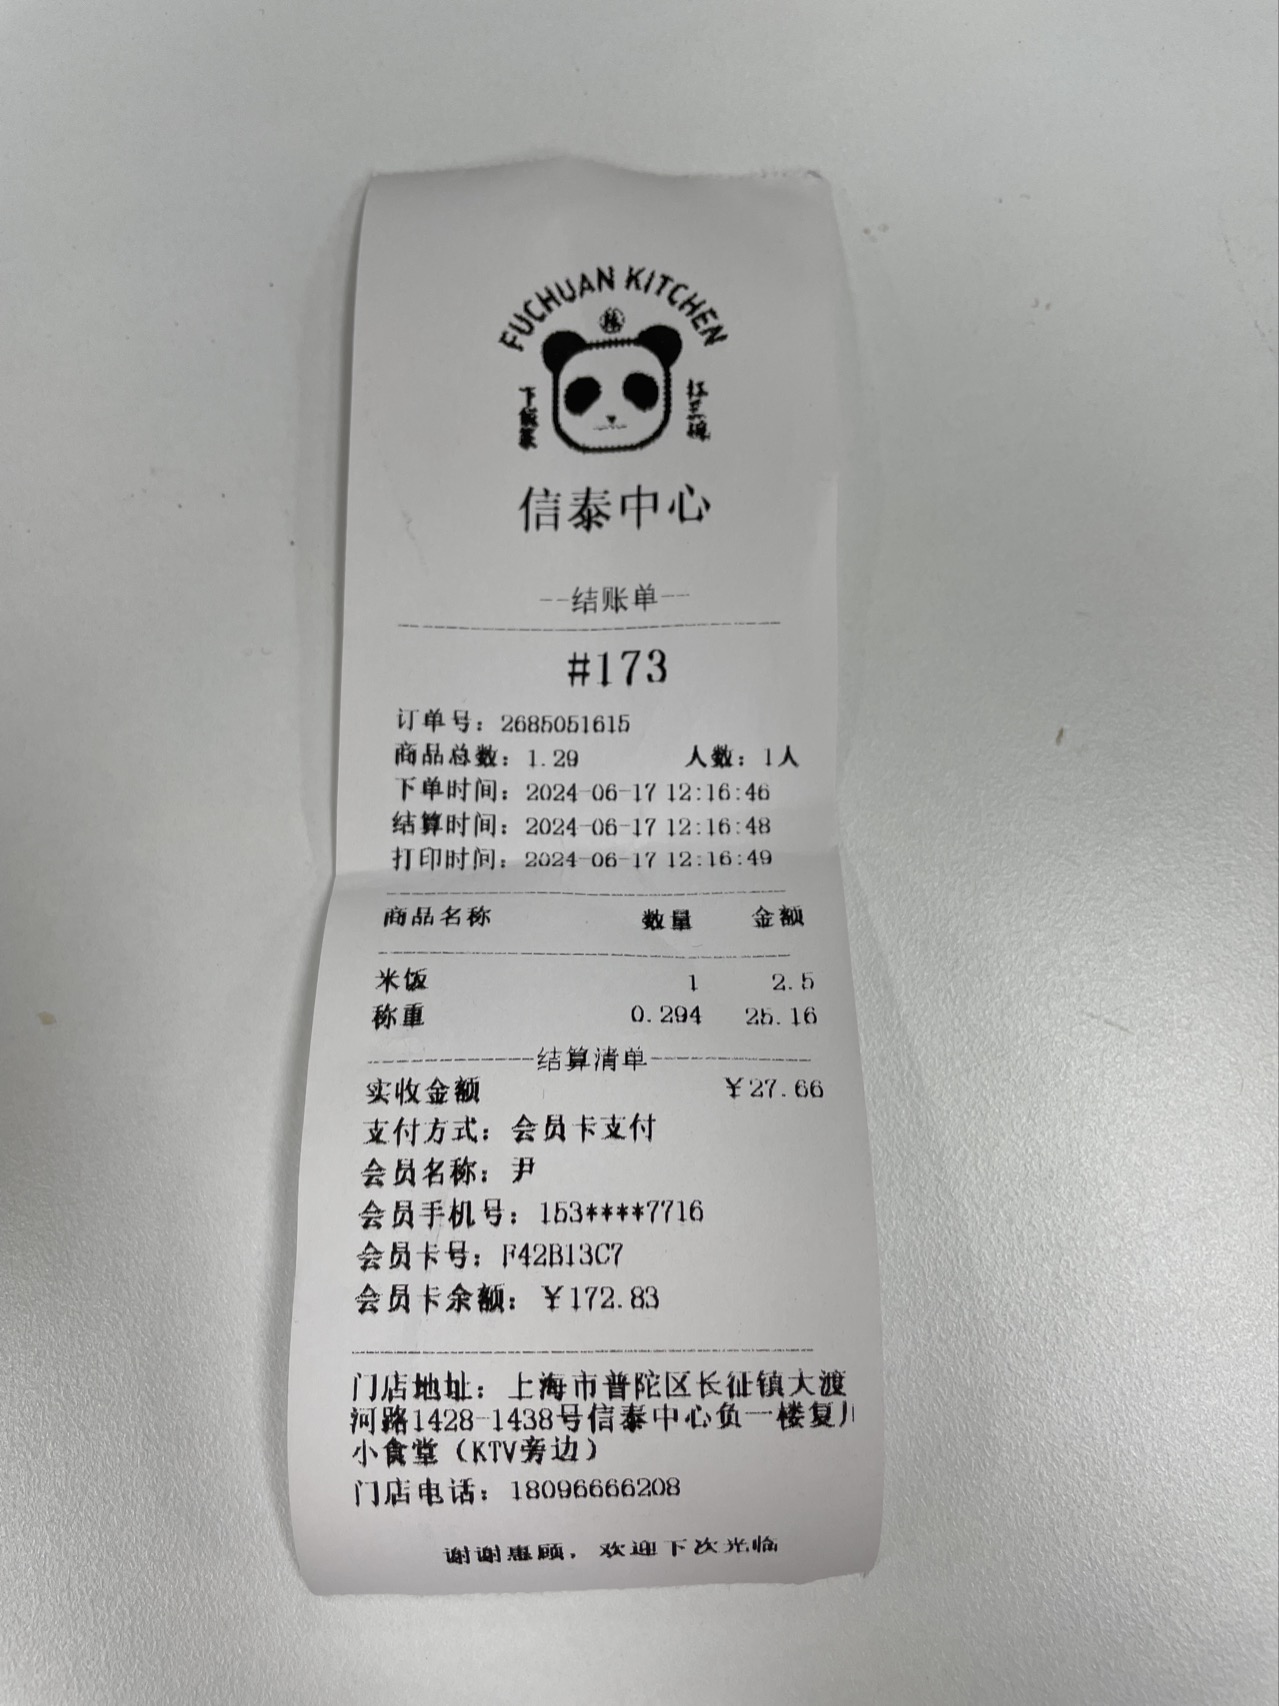 FUCHUAN KITCHEN
下饭菜
扛三碗
信泰中心
--结账单--
#173
订单号：2685051615
商品总数：1.29 人数：1人
下单时间：2024-06-17 12:16:46
结算时间：2024-06-17 12:16:48
打印时间：2024-06-17 12:16:49
商品名称 数量 金额
米饭 1 2.5
称重 0.294 25.16
结算清单
实收金额 ￥27.66
支付方式：会员卡支付
会员名称：尹
会员手机号：153****7716
会员卡号：F42B13C7
会员卡余额：￥172.83
门店地址：上海市普陀区长征镇大渡
河路1428-1438号信泰中心负一楼复川
小食堂（KTV旁边）
门店电话：18096666208
谢谢惠顾，欢迎下次光临